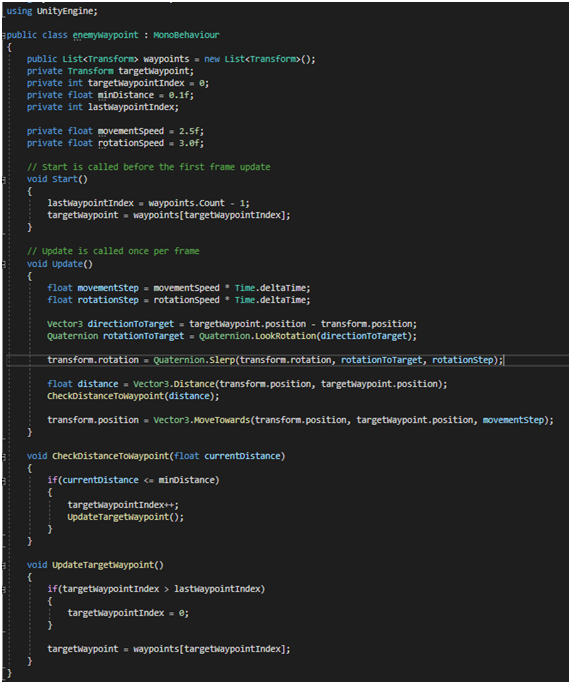 using UnityEngine;
public class enemyWaypoint : MonoBehaviour
{
public List<Transform> waypoints = new List<Transform>();
private Transform targetWaypoint;
private int targetWaypointIndex = 0;
private float minDistance = 0.1f;
private int lastWaypointIndex;
private float movementSpeed = 2.5f;
private float rotationSpeed = 3.0f;
// Start is called before the first frame update
void Start()
{
lastWaypointIndex = waypoints.Count - 1;
targetWaypoint = waypoints[targetWaypointIndex];
}
// Update is called once per frame
void Update()
{
float movementStep = movementSpeed * Time.deltaTime;
float rotationStep = rotationSpeed * Time.deltaTime;
Vector3 directionToTarget = targetWaypoint.position - transform.position;
Quaternion rotationToTarget = Quaternion.LookRotation(directionToTarget);
transform.rotation = Quaternion.Slerp(transform.rotation, rotationToTarget, rotationStep);
float distance = Vector3.Distance(transform.position, targetWaypoint.position);
CheckDistanceToWaypoint(distance);
transform.position = Vector3.MoveTowards(transform.position, targetWaypoint.position, movementStep);
}
void CheckDistanceToWaypoint(float currentDistance)
{
if(currentDistance <= minDistance)
{
targetWaypointIndex++;
UpdateTargetWaypoint();
}
}
void UpdateTargetWaypoint()
{
if(targetWaypointIndex > lastWaypointIndex)
{
targetWaypointIndex = 0;
}
targetWaypoint = waypoints[targetWaypointIndex];
}
}